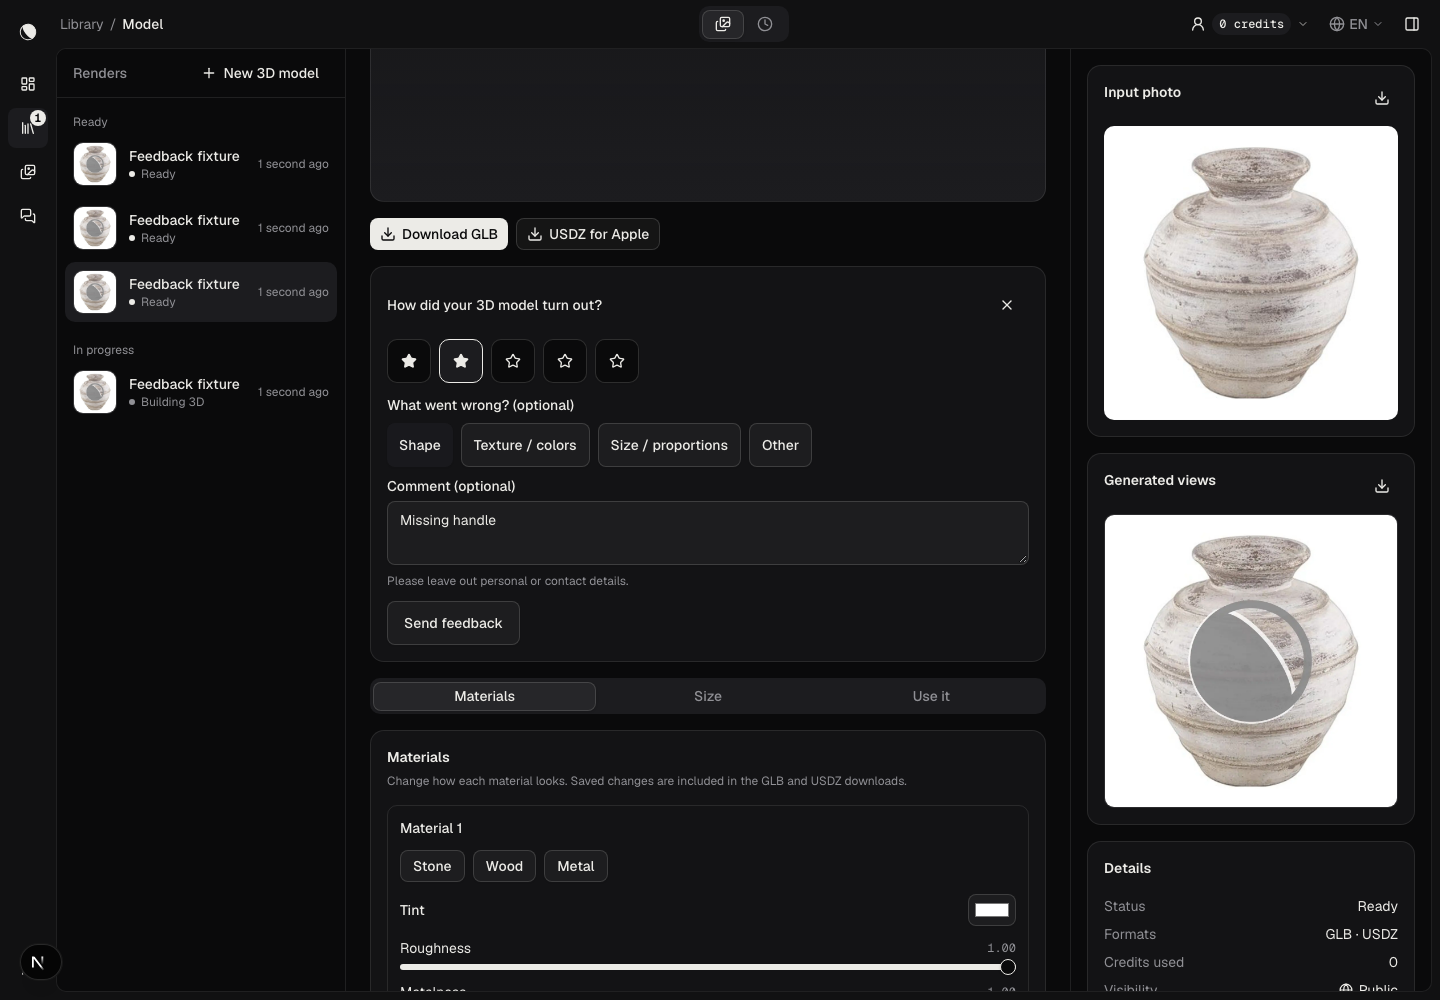 Library / Model
0 credits
EN
Renders
New 3D model
1
Ready
Feedback fixture
1 second ago
Ready
Feedback fixture
1 second ago
Ready
Feedback fixture
1 second ago
Ready
In progress
Feedback fixture
1 second ago
Building 3D
N
Download GLB
USDZ for Apple
How did your 3D model turn out?
What went wrong? (optional)
Shape
Texture / colors
Size / proportions
Other
Comment (optional)
Missing handle
Please leave out personal or contact details.
Send feedback
Materials
Size
Use it
Materials
Change how each material looks. Saved changes are included in the GLB and USDZ downloads.
Material 1
Stone
Wood
Metal
Tint
Roughness
1.00
Metalness
1.00
Input photo
Generated views
Details
Status
Ready
Formats
GLB · USDZ
Credits used
0
Visibility
Public